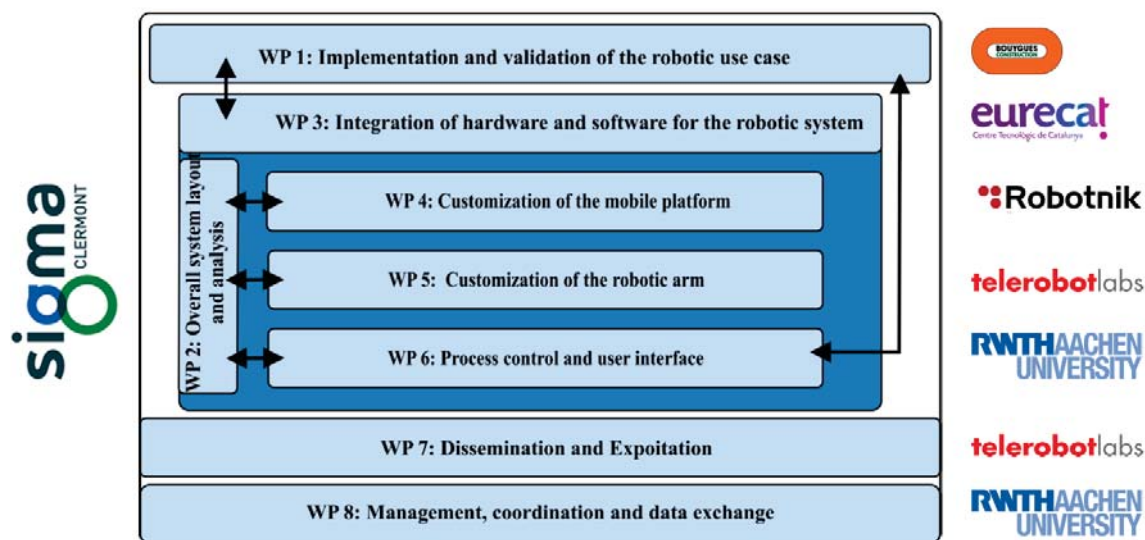 WP 1: Implementation and validation of the robotic use case
WP 3: Integration of hardware and software for the robotic system
WP 2: Overall system layout
and analysis
WP 4: Customization of the mobile platform
WP 5: Customization of the robotic arm
WP 6: Process control and user interface
WP 7: Dissemination and Expoitation
WP 8: Management, coordination and data exchange
sigma
CLERMONT
BOUYGUES
CONSTRUCTION
eurecat
Centre Tecnològic de Catalunya
Robotnik
telerobotlabs
RWTHAACHEN
UNIVERSITY
telerobotlabs
RWTHAACHEN
UNIVERSITY